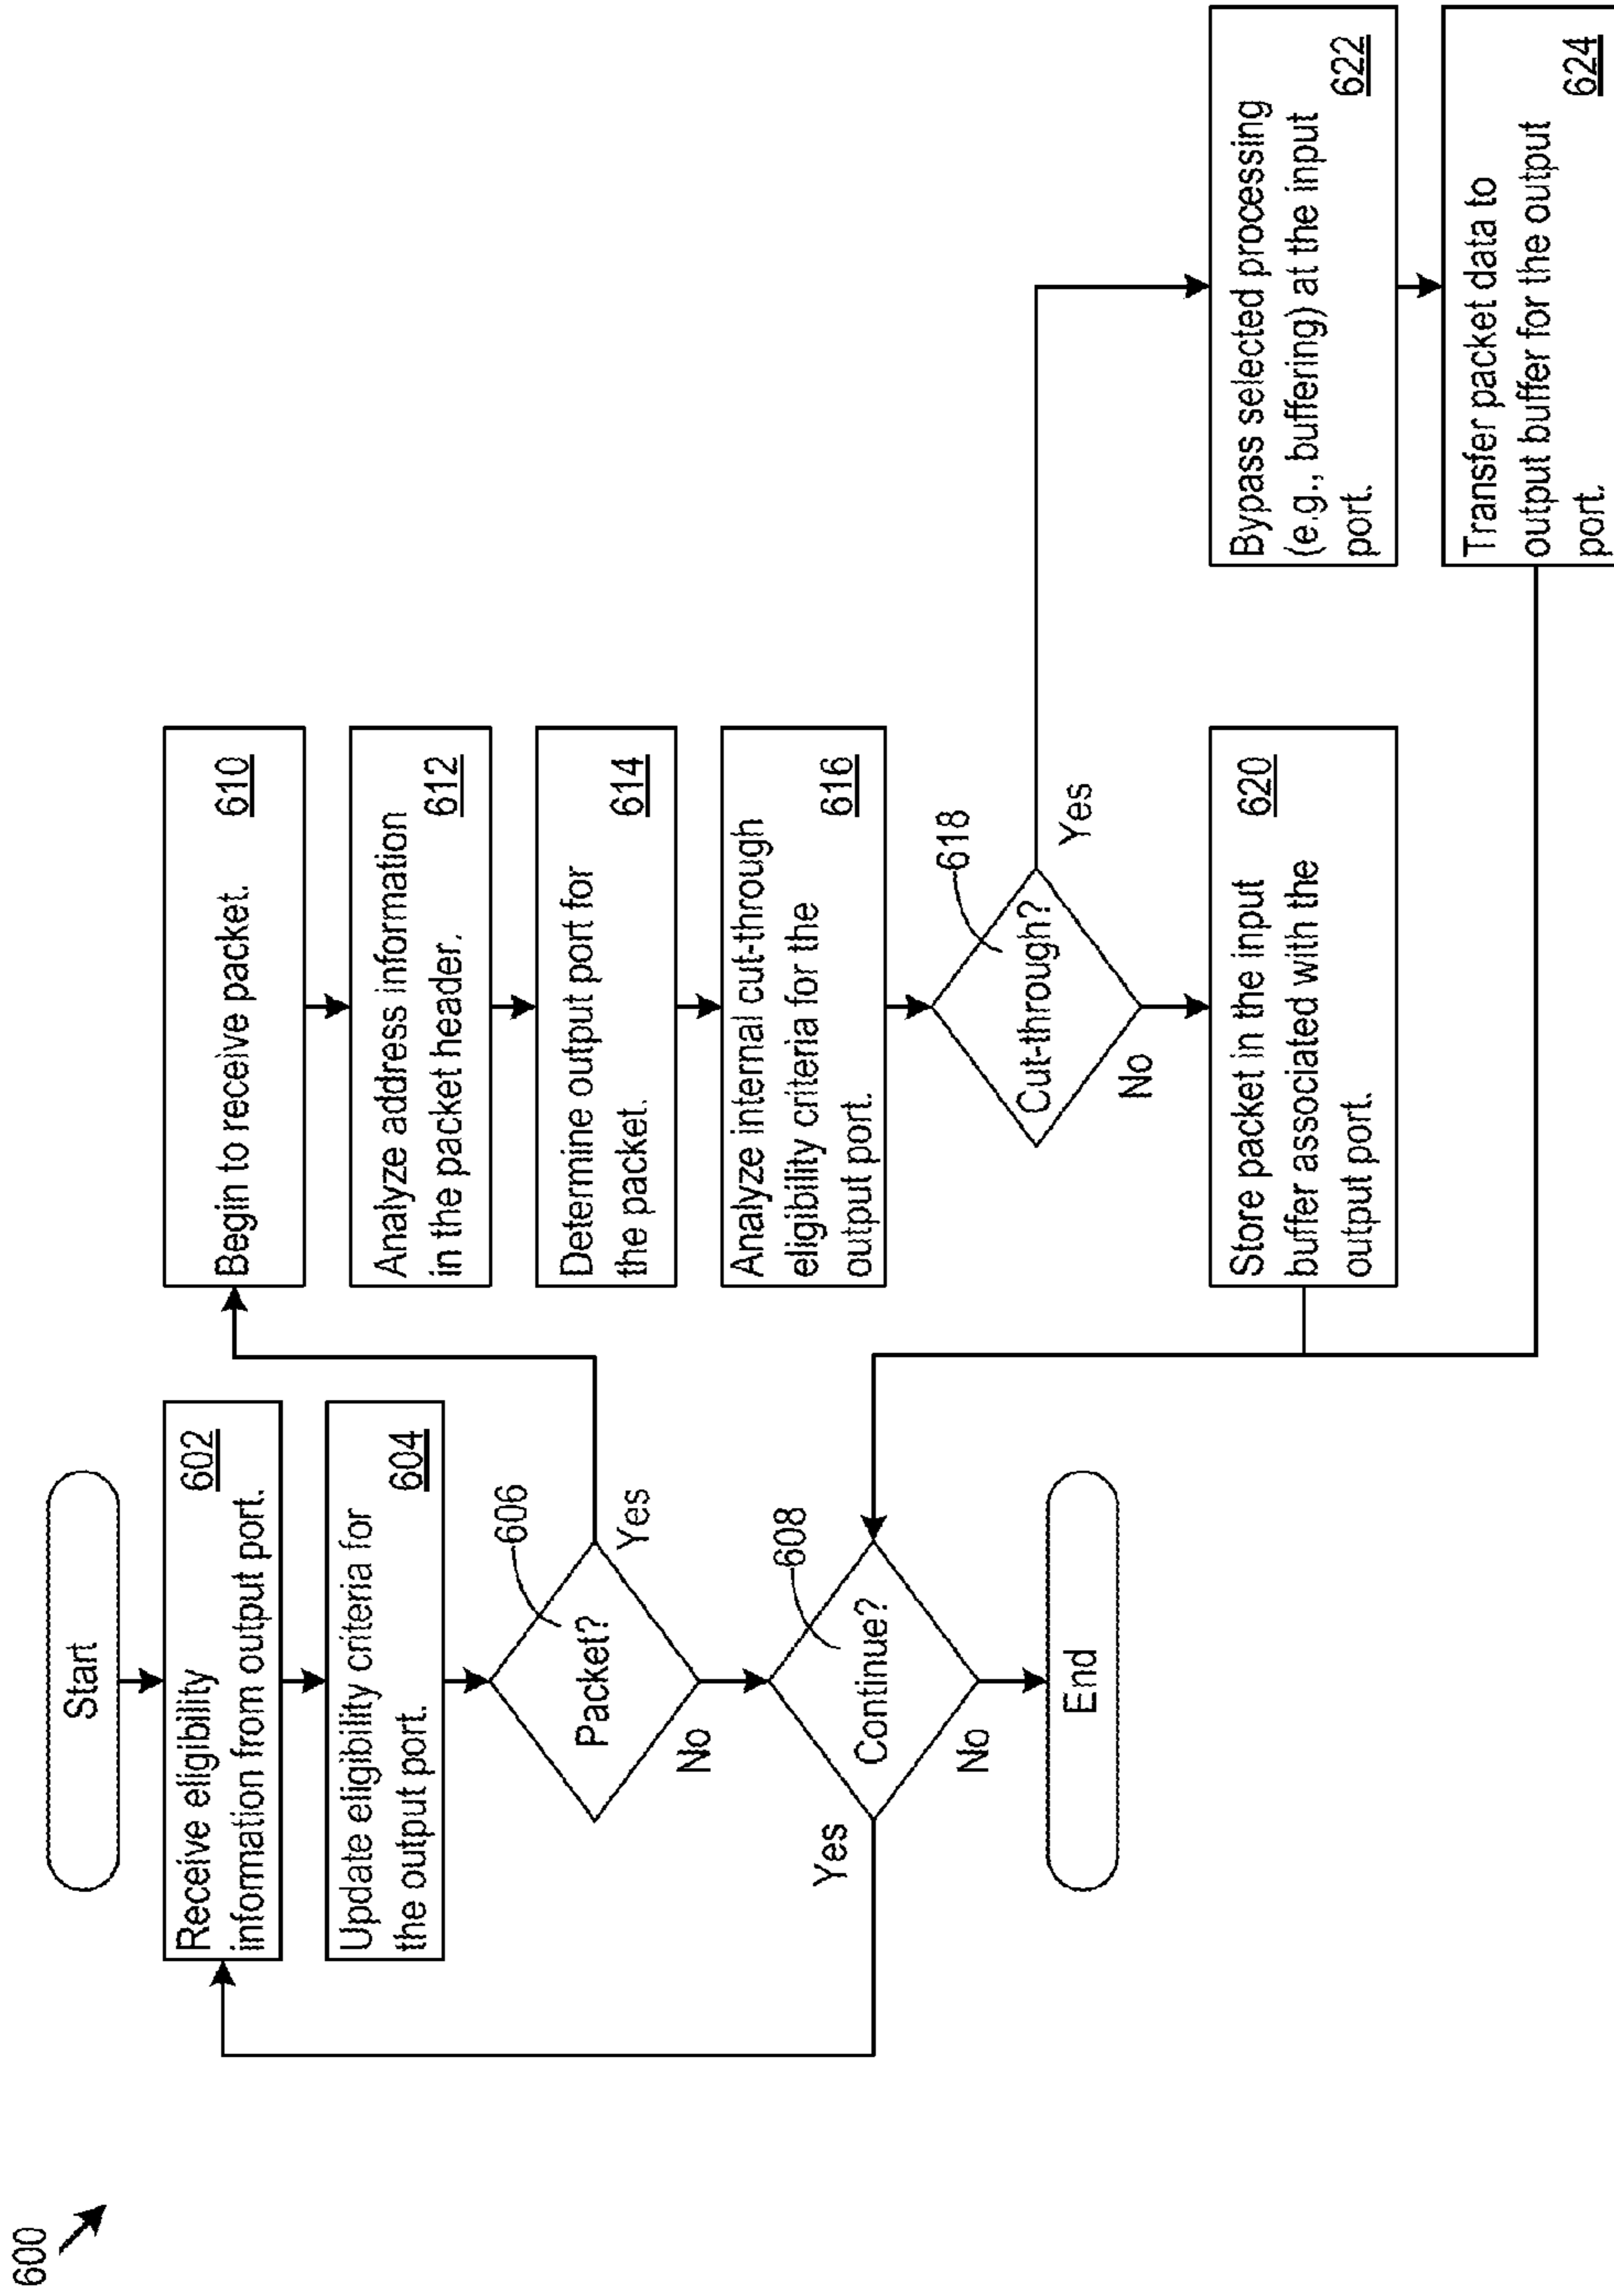 600
Start
Receive eligibility
602
information from output port.
Update eligibility criteria for
604
the output port.
606
Packet?
Yes
No
608
Continue?
Yes
No
End
Begin to receive packet.
610
Analyze address information
612
in the packet header.
Determine output port for
614
the packet.
Analyze internal cut-through
616
eligibility criteria for the
output port.
618
Cut-through?
Yes
No
Store packet in the input
620
buffer associated with the
output port.
Bypass selected processing
(e.g., buffering) at the input
622
port.
Transfer packet data to
output buffer for the output
624
port.